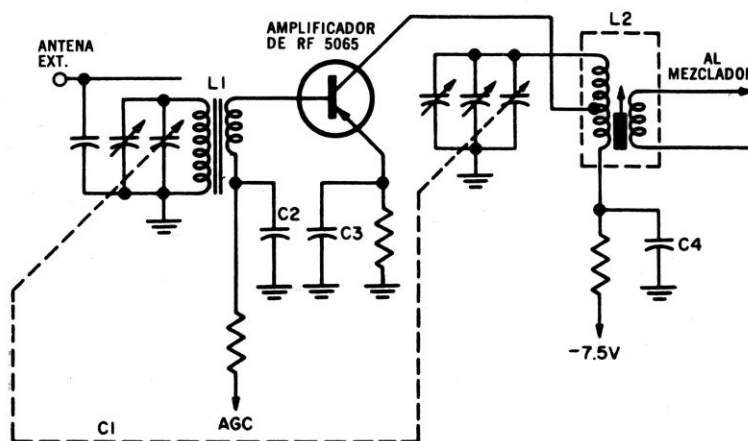 ANTENA
EXT.
L1
AMPLIFICADOR
DE RF 5065
L2
AL
MEZCLADOR
C2
C3
C4
-7.5V
AGC
C1